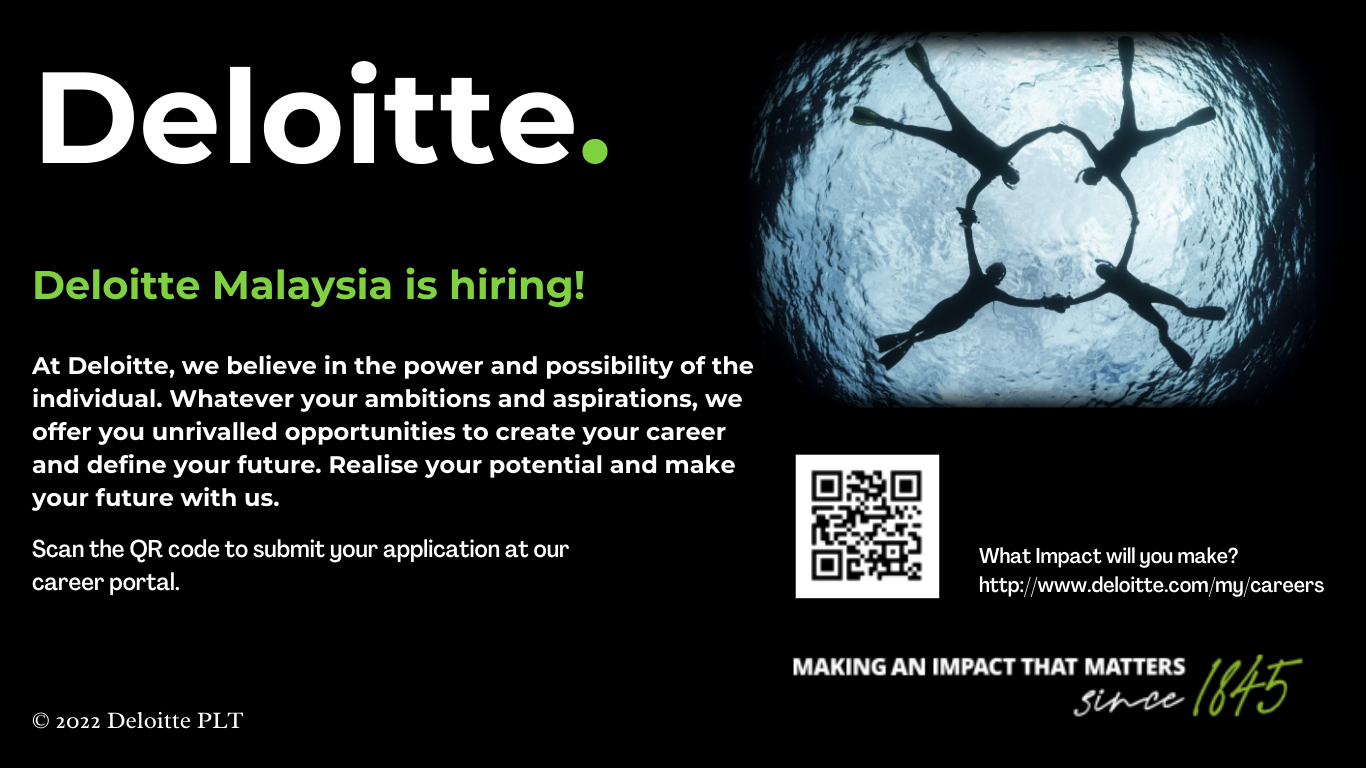 Deloitte.
Deloitte Malaysia is hiring!
At Deloitte, we believe in the power and possibility of the
individual. Whatever your ambitions and aspirations, we
offer you unrivalled opportunities to create your career
and define your future. Realise your potential and make
your future with us.
Scan the QR code to submit your application at our
career portal.
What Impact will you make?
http://www.deloitte.com/my/careers
MAKING AN IMPACT THAT MATTERS
since 1845
© 2022 Deloitte PLT